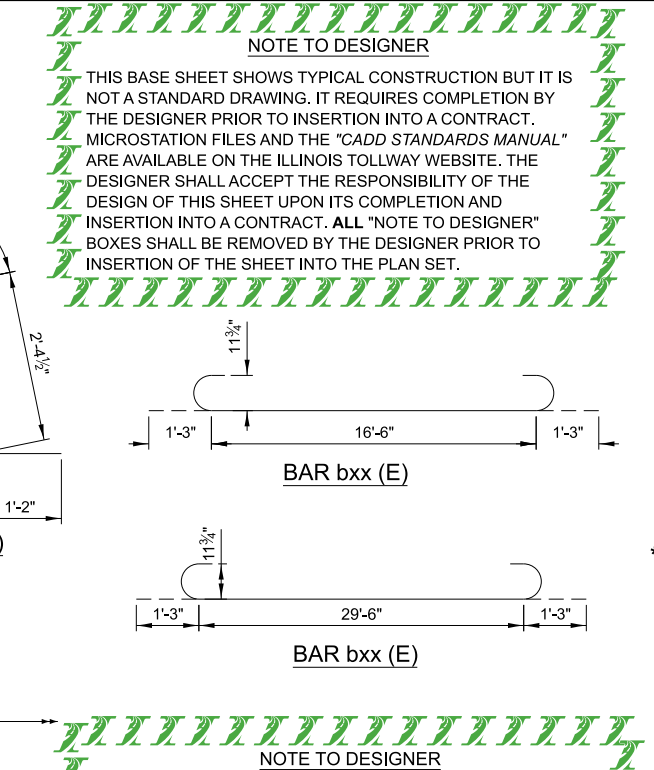 NOTE TO DESIGNER
THIS BASE SHEET SHOWS TYPICAL CONSTRUCTION BUT IT IS
NOT A STANDARD DRAWING. IT REQUIRES COMPLETION BY
THE DESIGNER PRIOR TO INSERTION INTO A CONTRACT.
MICROSTATION FILES AND THE "CADD STANDARDS MANUAL"
ARE AVAILABLE ON THE ILLINOIS TOLLWAY WEBSITE. THE
DESIGNER SHALL ACCEPT THE RESPONSIBILITY OF THE
DESIGN OF THIS SHEET UPON ITS COMPLETION AND
INSERTION INTO A CONTRACT. ALL "NOTE TO DESIGNER"
BOXES SHALL BE REMOVED BY THE DESIGNER PRIOR TO
INSERTION OF THE SHEET INTO THE PLAN SET.
2'-4½"
1'-2"
)
11¾"
1'-3" 16'-6" 1'-3"
BAR bxx (E)
*
11¾"
1'-3" 29'-6" 1'-3"
BAR bxx (E)
NOTE TO DESIGNER